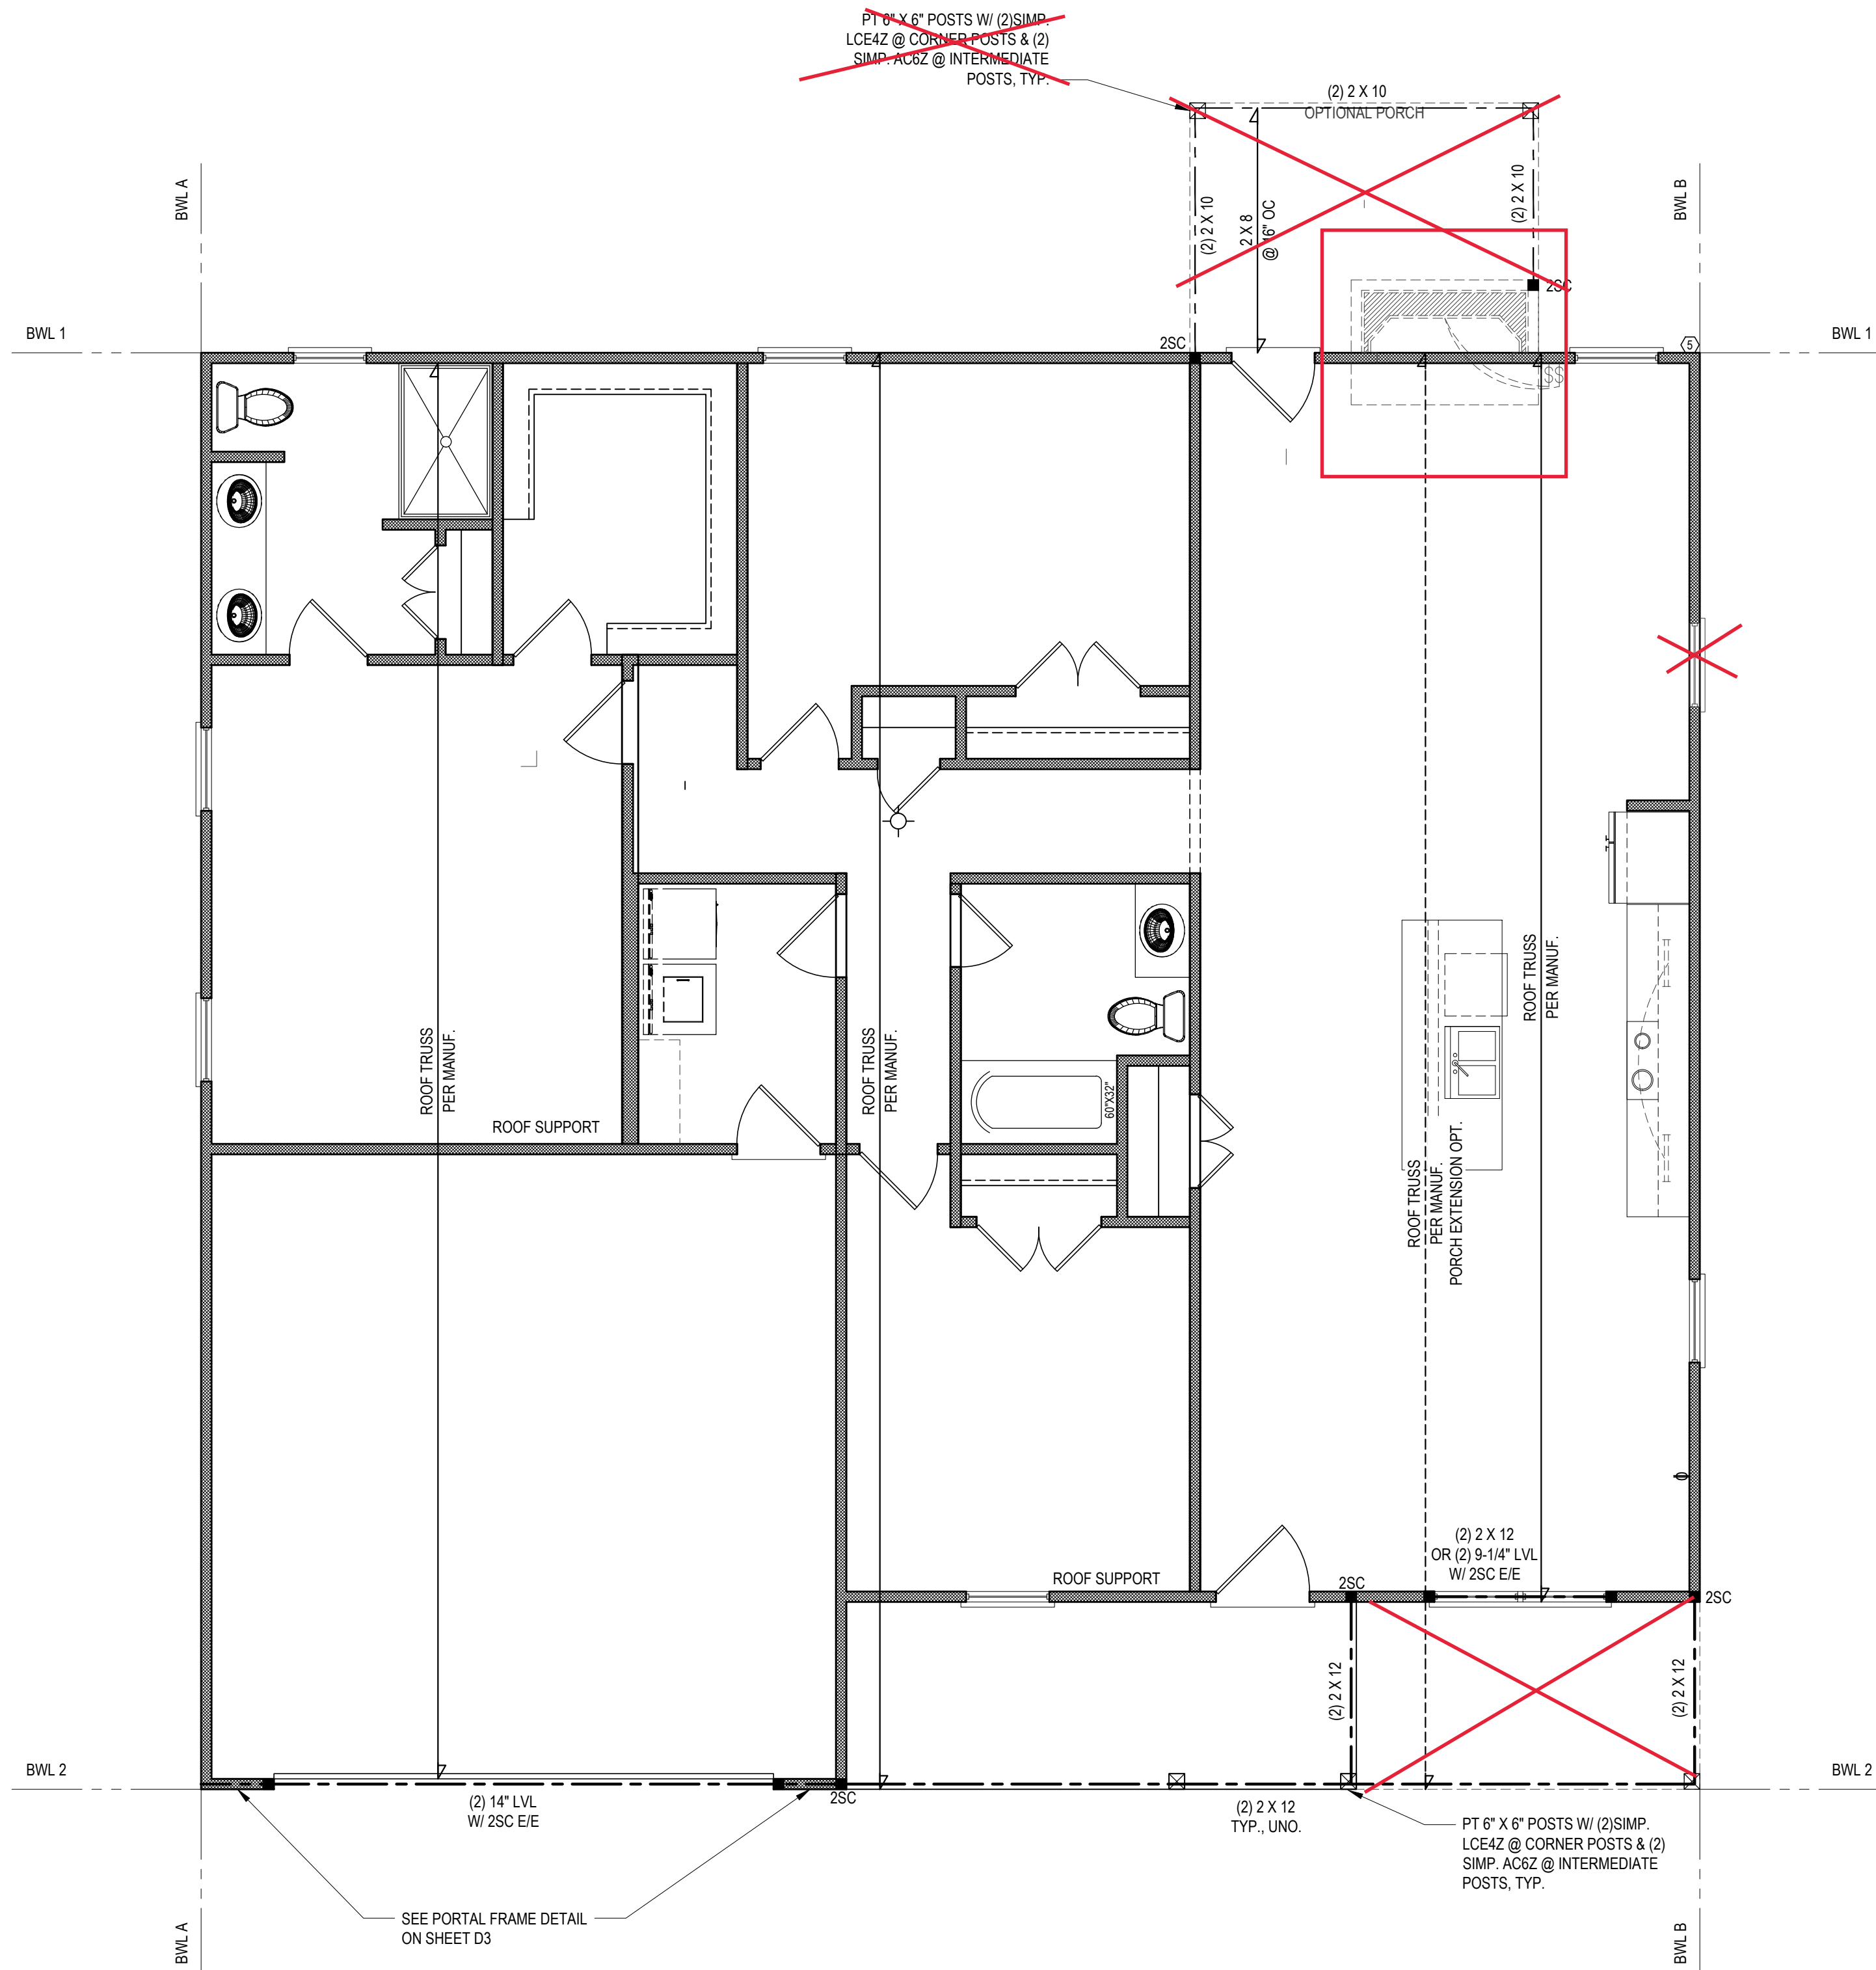 PT 6" X 6" POSTS W/ (2)SIMP.
LCE4Z @ CORNER POSTS & (2)
SIMP. AC6Z @ INTERMEDIATE
POSTS, TYP.
(2) 2 X 10
OPTIONAL PORCH
BWL A
(2) 2 X 10
2 X 8
@ 16" OC
(2) 2 X 10
BWL B
2SC
BWL 1
2SC
5
BWL 1
SS
ROOF TRUSS
PER MANUF.
ROOF TRUSS
PER MANUF.
60"X32"
ROOF TRUSS
PER MANUF.
ROOF TRUSS
PER MANUF.
PORCH EXTENSION OPT.
ROOF SUPPORT
(2) 2 X 12
OR (2) 9-1/4" LVL
W/ 2SC E/E
ROOF SUPPORT
2SC
2SC
(2) 2 X 12
(2) 2 X 12
BWL 2
BWL 2
(2) 14" LVL
W/ 2SC E/E
2SC
(2) 2 X 12
TYP., UNO.
PT 6" X 6" POSTS W/ (2)SIMP.
LCE4Z @ CORNER POSTS & (2)
SIMP. AC6Z @ INTERMEDIATE
POSTS, TYP.
SEE PORTAL FRAME DETAIL
ON SHEET D3
BWL A
BWL B